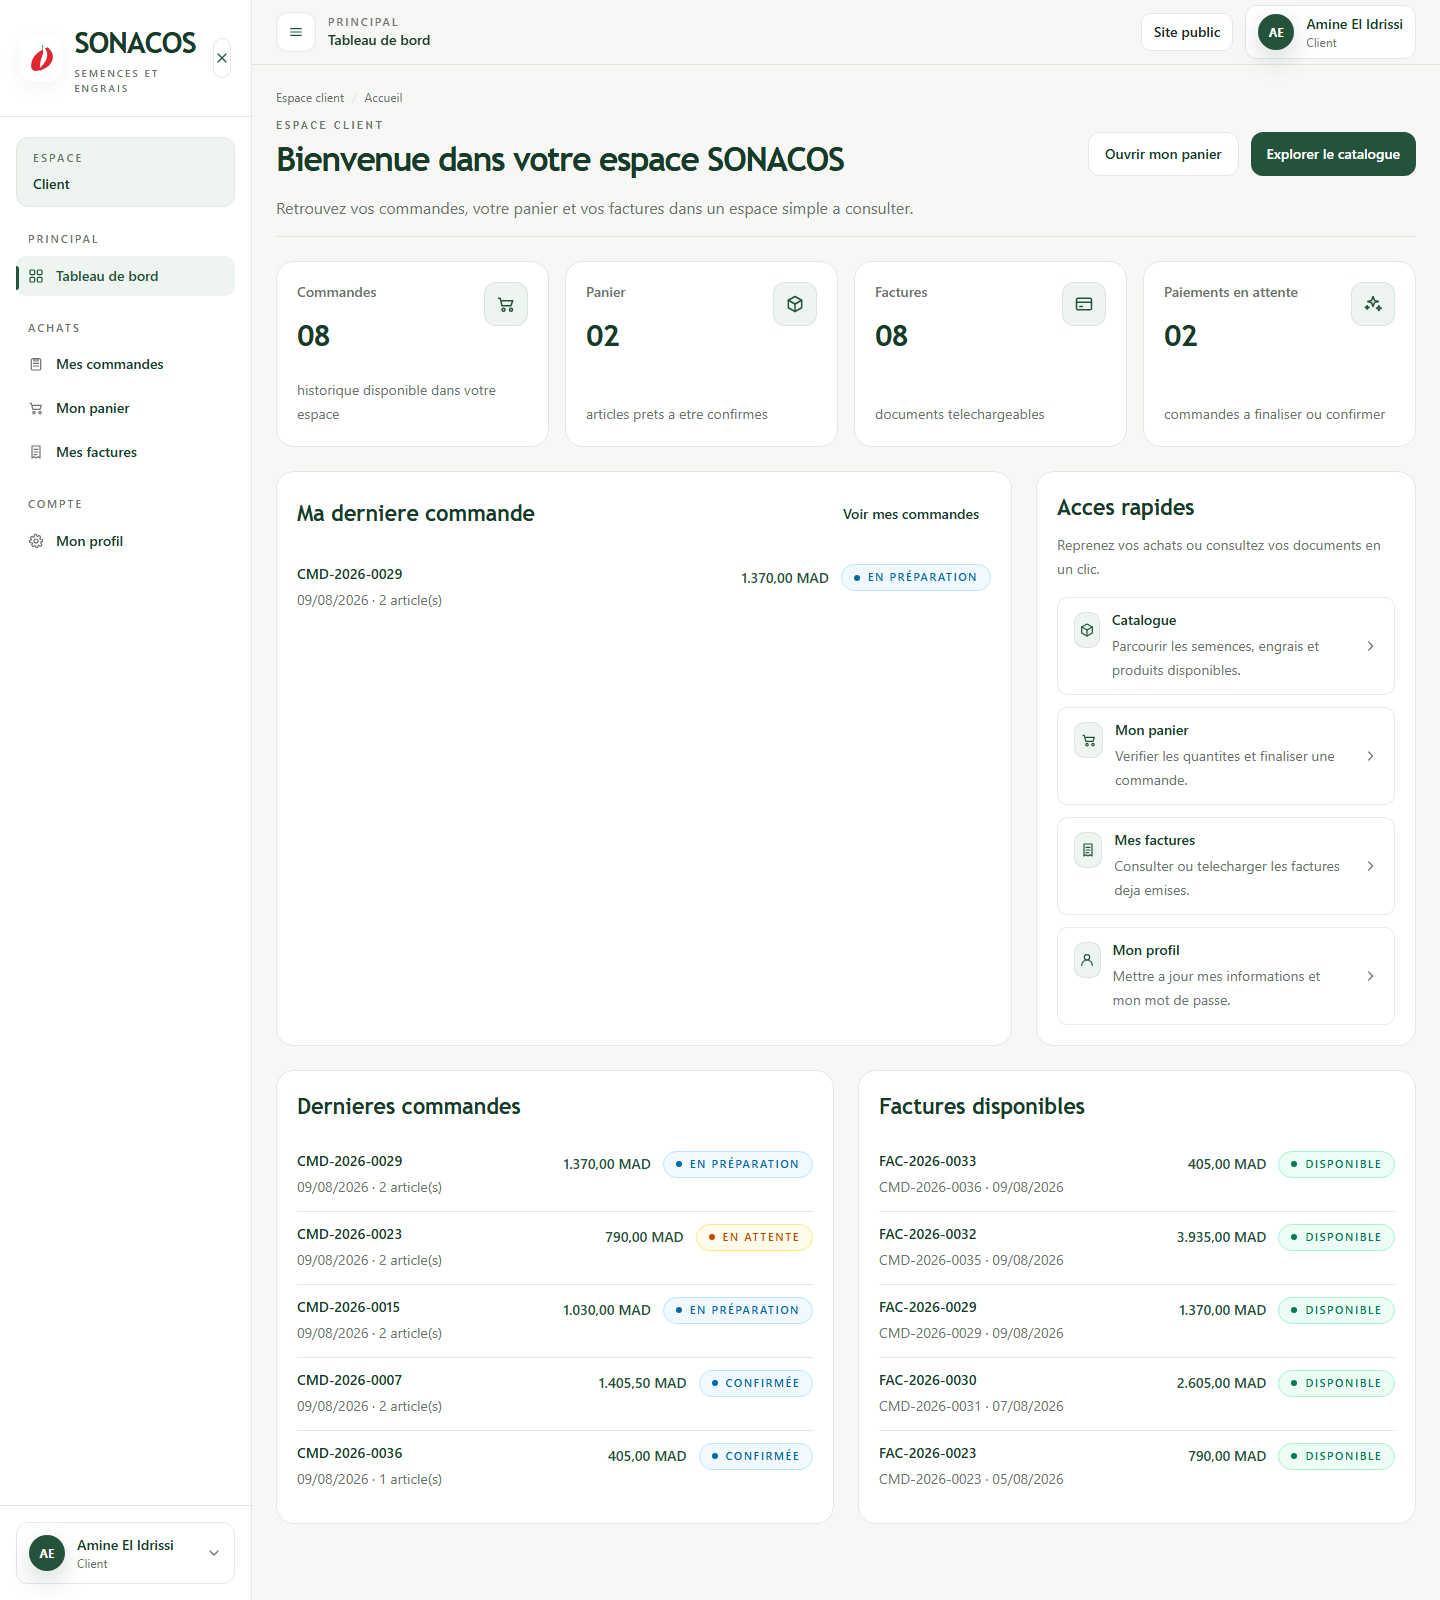 SONACOS
SEMENCES ET
ENGRAIS
ESPACE
Client
PRINCIPAL
Tableau de bord
ACHATS
Mes commandes
Mon panier
Mes factures
COMPTE
Mon profil
AE
Amine El Idrissi
Client
PRINCIPAL
Tableau de bord
Site public
AE
Amine El Idrissi
Client
Espace client / Accueil
ESPACE CLIENT
Bienvenue dans votre espace SONACOS
Ouvrir mon panier
Explorer le catalogue
Retrouvez vos commandes, votre panier et vos factures dans un espace simple a consulter.
Commandes
08
historique disponible dans votre
espace
Panier
02
articles prets a etre confirmes
Factures
08
documents telechargeables
Paiements en attente
02
commandes a finaliser ou confirmer
Ma derniere commande
Voir mes commandes
CMD-2026-0029
1.370,00 MAD
EN PRÉPARATION
09/08/2026 · 2 article(s)
Acces rapides
Reprenez vos achats ou consultez vos documents en
un clic.
Catalogue
Parcourir les semences, engrais et
produits disponibles.
Mon panier
Verifier les quantites et finaliser une
commande.
Mes factures
Consulter ou telecharger les factures
deja emises.
Mon profil
Mettre a jour mes informations et
mon mot de passe.
Dernieres commandes
CMD-2026-0029
1.370,00 MAD
EN PRÉPARATION
09/08/2026 · 2 article(s)
CMD-2026-0023
790,00 MAD
EN ATTENTE
09/08/2026 · 2 article(s)
CMD-2026-0015
1.030,00 MAD
EN PRÉPARATION
09/08/2026 · 2 article(s)
CMD-2026-0007
1.405,50 MAD
CONFIRMÉE
09/08/2026 · 2 article(s)
CMD-2026-0036
405,00 MAD
CONFIRMÉE
09/08/2026 · 1 article(s)
Factures disponibles
FAC-2026-0033
405,00 MAD
DISPONIBLE
CMD-2026-0036 · 09/08/2026
FAC-2026-0032
3.935,00 MAD
DISPONIBLE
CMD-2026-0035 · 09/08/2026
FAC-2026-0029
1.370,00 MAD
DISPONIBLE
CMD-2026-0029 · 09/08/2026
FAC-2026-0030
2.605,00 MAD
DISPONIBLE
CMD-2026-0031 · 07/08/2026
FAC-2026-0023
790,00 MAD
DISPONIBLE
CMD-2026-0023 · 05/08/2026